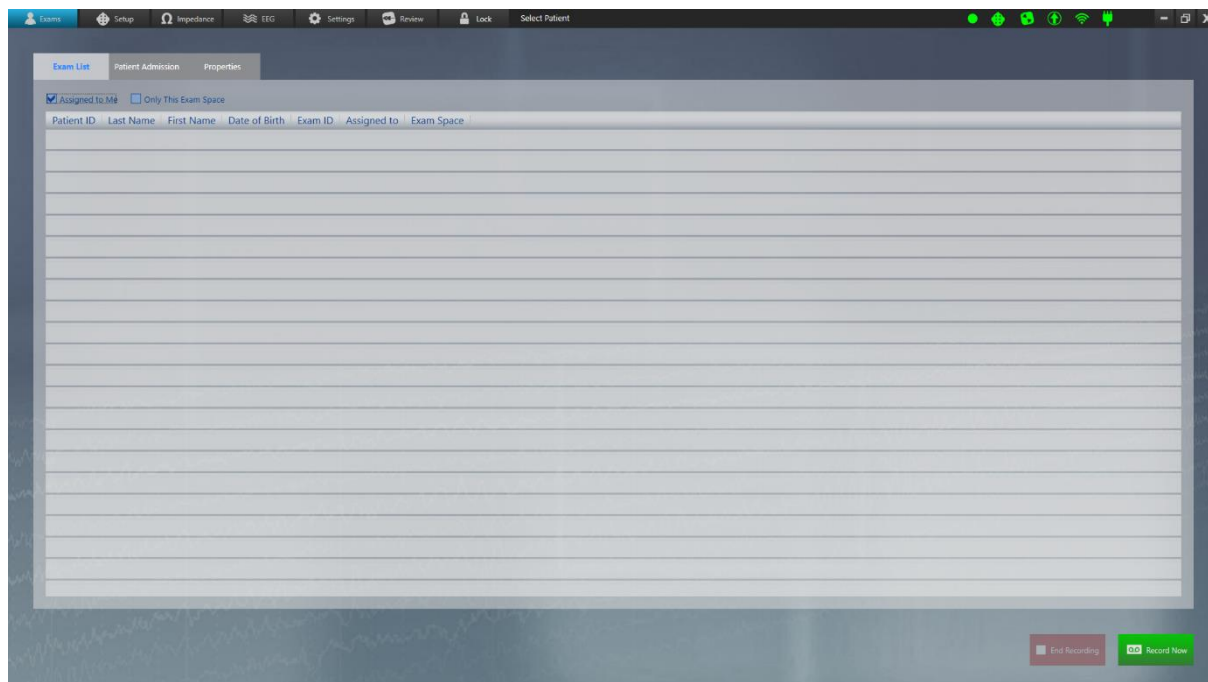 Exams Setup Ω Impedance EEG Settings Review Lock Select Patient
Exam List Patient Admission Properties
Assigned to Me Only This Exam Space
Patient ID Last Name First Name Date of Birth Exam ID Assigned to Exam Space
End Recording Record Now